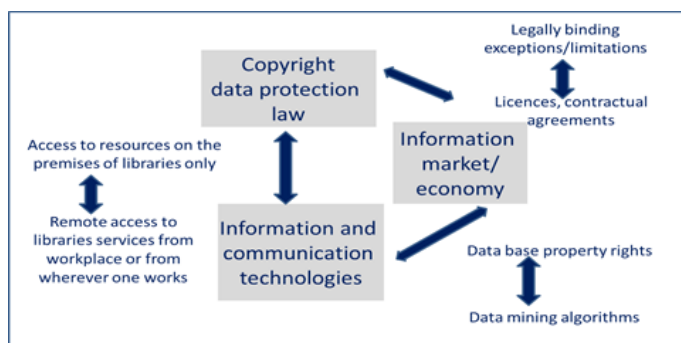 Legally binding
exceptions/limitations
Copyright
data protection
law
Licences, contractual
agreements
Access to resources on the
premises of libraries only
Information
market/
economy
Remote access to
libraries services from
workplace or from
wherever one works
Information and
communication
technologies
Data base property rights
Data mining algorithms